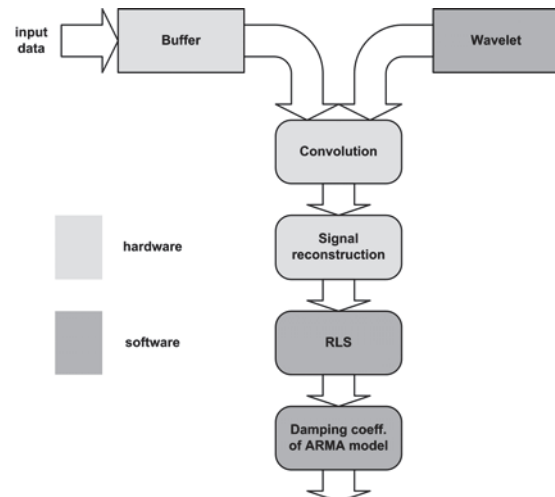 input
data
Buffer
Wavelet
Convolution
Signal
reconstruction
hardware
RLS
software
Damping coeff.
of ARMA model